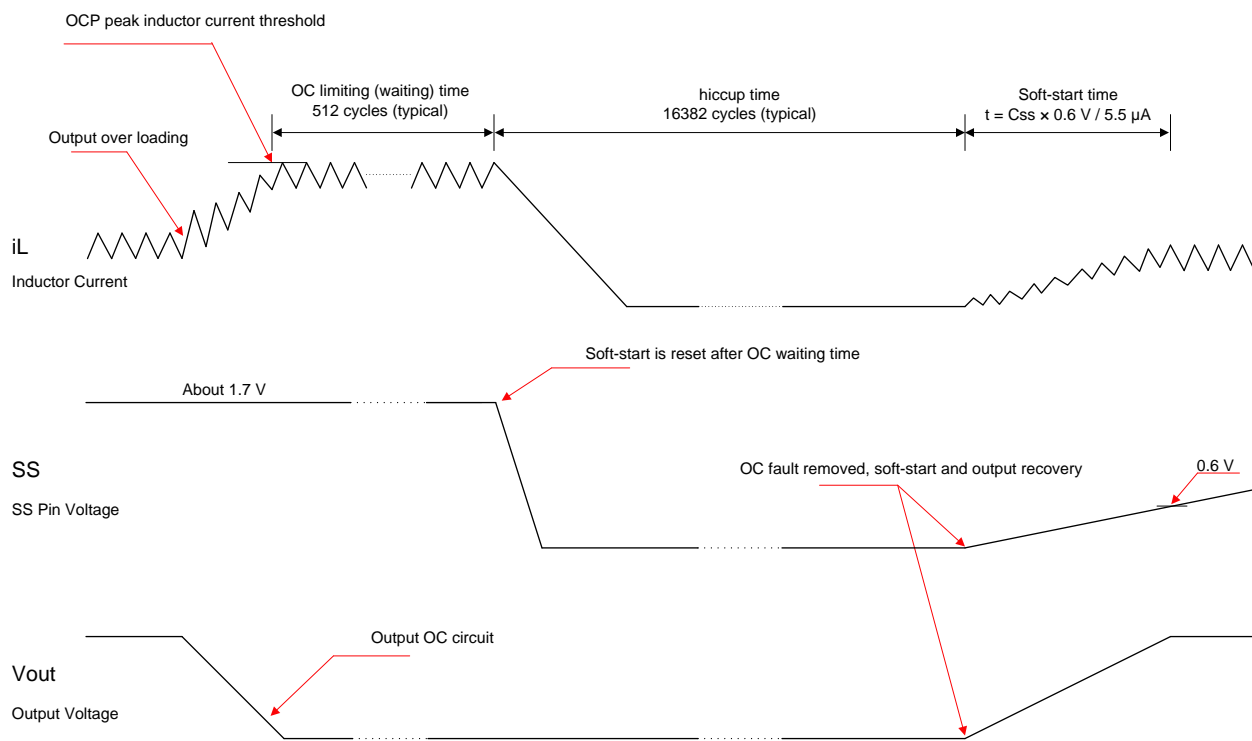 OCP peak inductor current threshold
OC limiting (waiting) time
512 cycles (typical)
hiccup time
16382 cycles (typical)
Soft-start time
t = Css × 0.6 V / 5.5 µA
Output over loading
iL
Inductor Current
Soft-start is reset after OC waiting time
About 1.7 V
SS
SS Pin Voltage
OC fault removed, soft-start and output recovery
0.6 V
Output OC circuit
Vout
Output Voltage